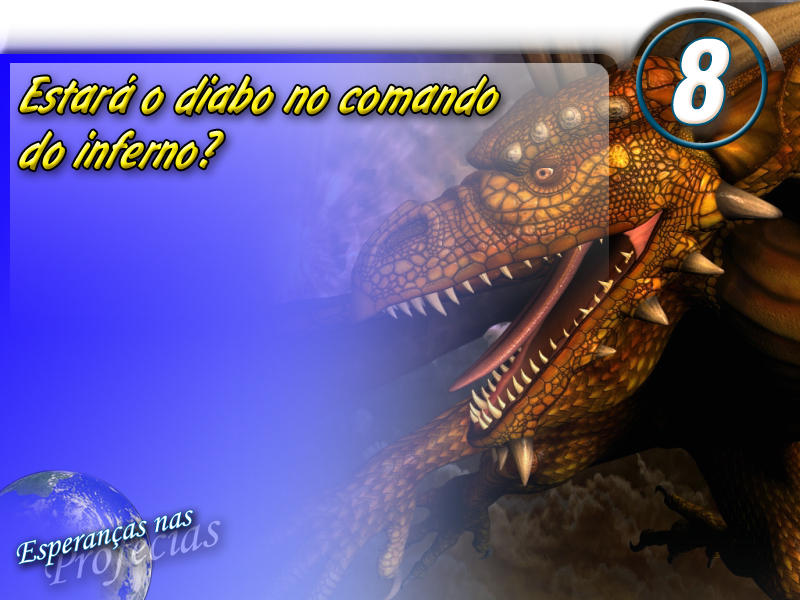 Estará o diabo no comando
do inferno?
8
Esperanças nas
Profecias